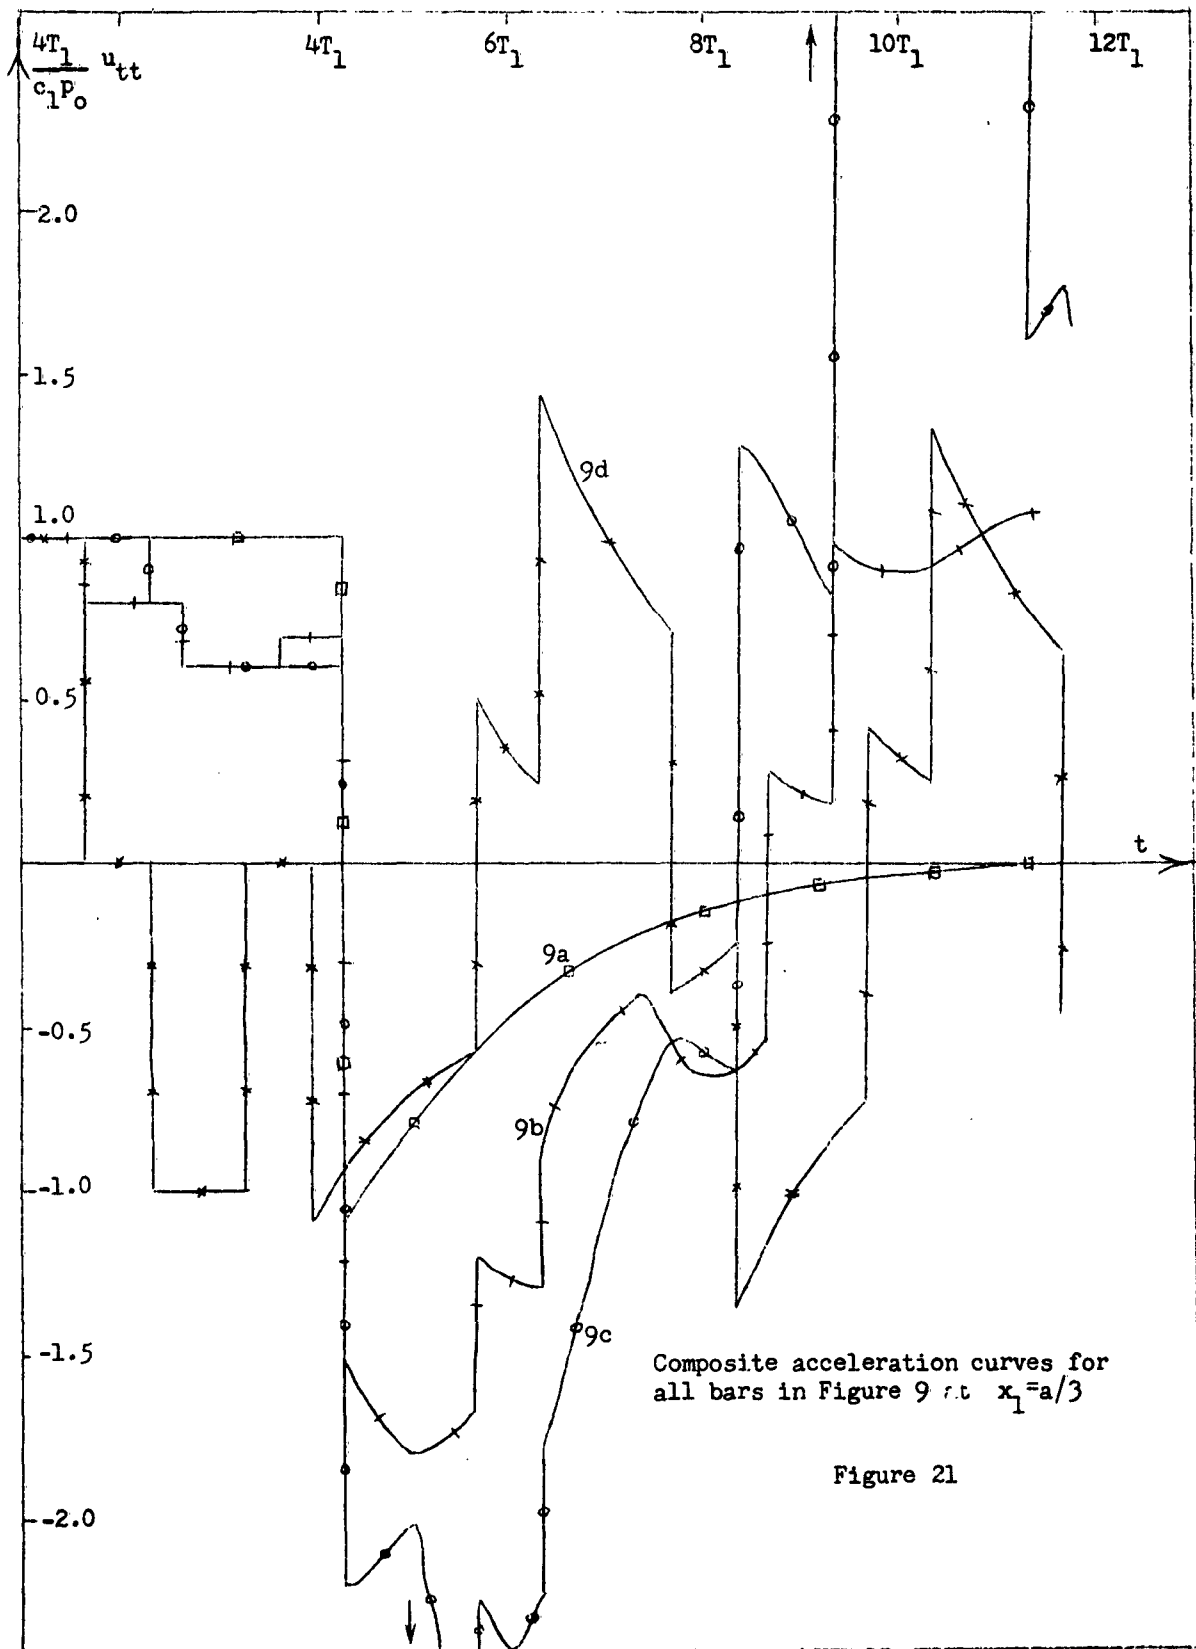 4T₁ 6T₁ 8T₁ 10T₁ 12T₁
4T₁/c₁p₀ u_tt
2.0
1.5
9d
1.0
0.5
t
9a
-0.5
9b
-1.0
9c
-1.5
Composite acceleration curves for
all bars in Figure 9 x₁=a/3
Figure 21
-2.0